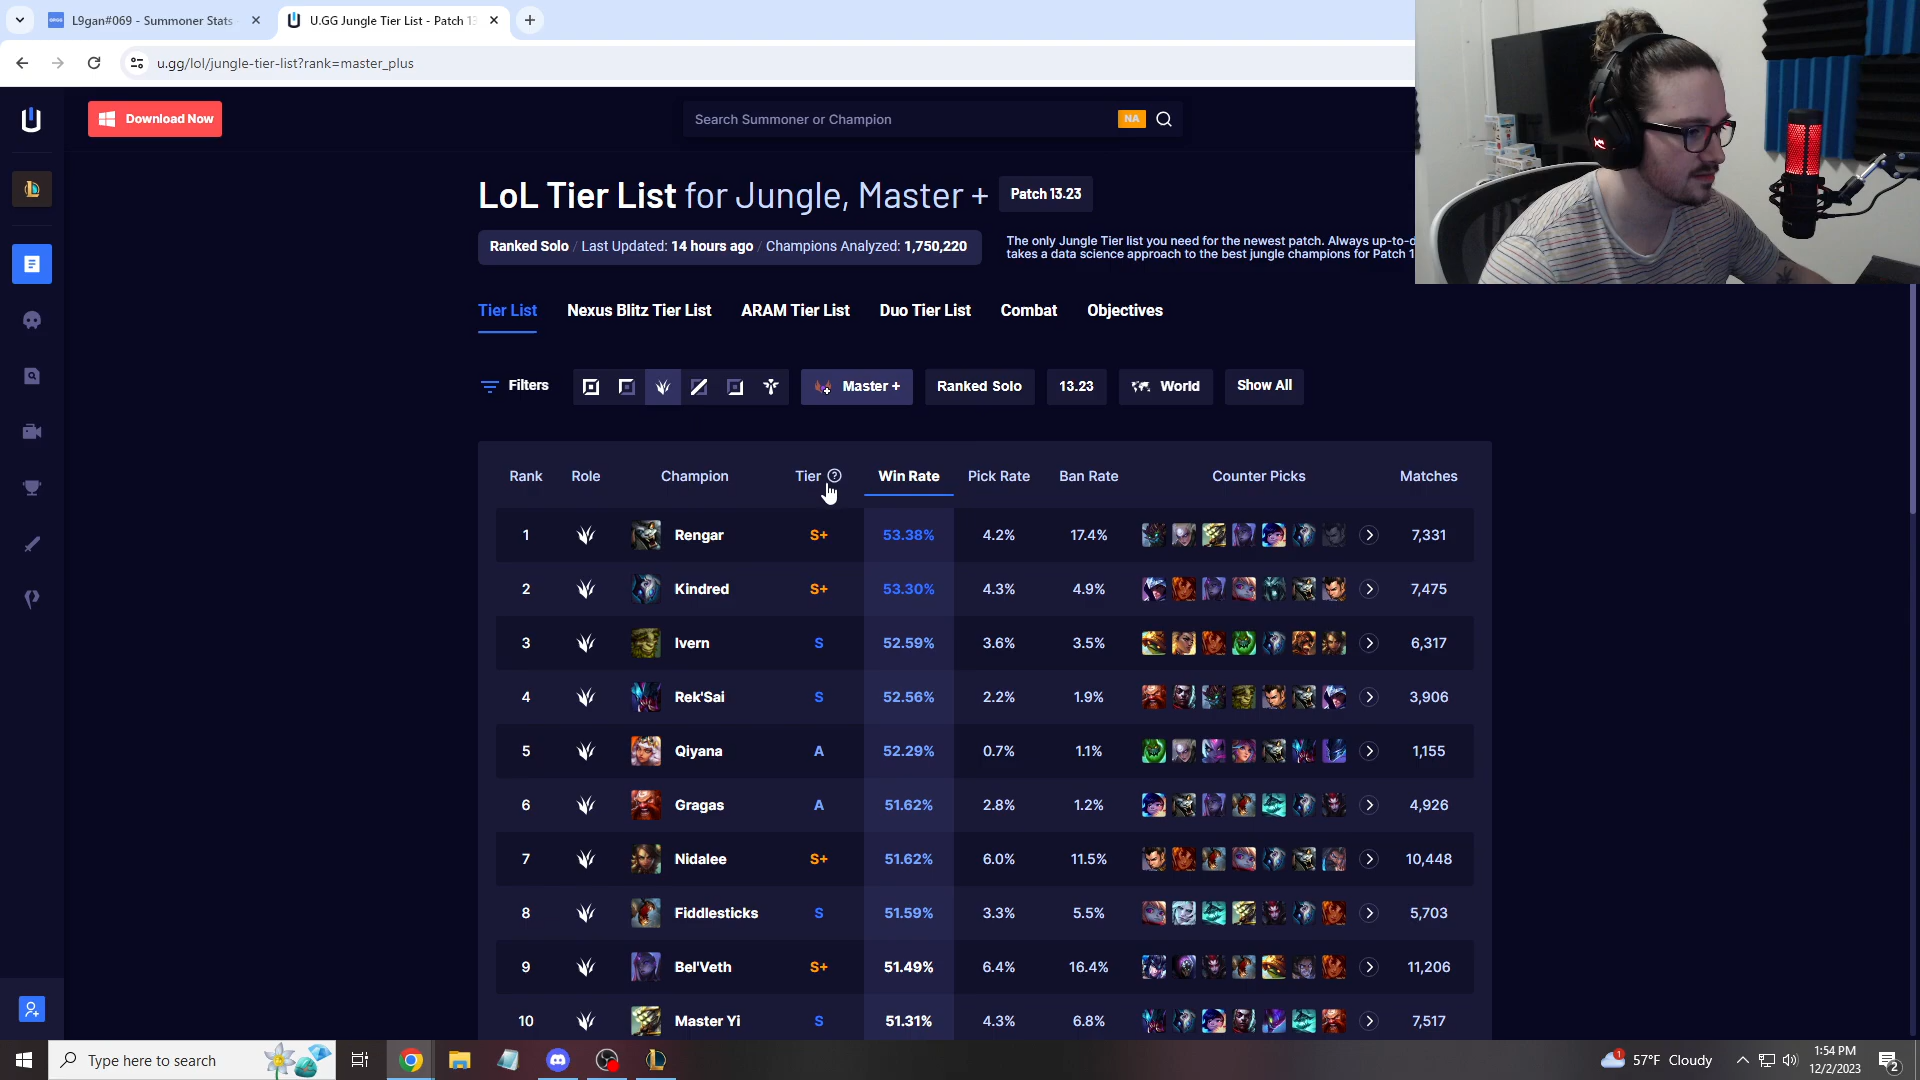 L9gan#069 - Summoner Stats
U.GG Jungle Tier List - Patch 13
u.gg/lol/jungle-tier-list?rank=master_plus
Download Now
Search Summoner or Champion
NA
LoL Tier List for Jungle, Master +
Patch 13.23
Ranked Solo / Last Updated: 14 hours ago / Champions Analyzed: 1,750,220
The only Jungle Tier list you need for the newest patch. Always up-to-d
takes a data science approach to the best jungle champions for Patch 1
Tier List Nexus Blitz Tier List ARAM Tier List Duo Tier List Combat Objectives
Filters Master + Ranked Solo 13.23 World Show All
Rank Role Champion Tier ? Win Rate Pick Rate Ban Rate Counter Picks Matches
1 Rengar S+ 53.38% 4.2% 17.4% 7,331
2 Kindred S+ 53.30% 4.3% 4.9% 7,475
3 Ivern S 52.59% 3.6% 3.5% 6,317
4 Rek'Sai S 52.56% 2.2% 1.9% 3,906
5 Qiyana A 52.29% 0.7% 1.1% 1,155
6 Gragas A 51.62% 2.8% 1.2% 4,926
7 Nidalee S+ 51.62% 6.0% 11.5% 10,448
8 Fiddlesticks S 51.59% 3.3% 5.5% 5,703
9 Bel'Veth S+ 51.49% 6.4% 16.4% 11,206
10 Master Yi S 51.31% 4.3% 6.8% 7,517
Type here to search
1
57°F Cloudy
1:54 PM
12/2/2023
2